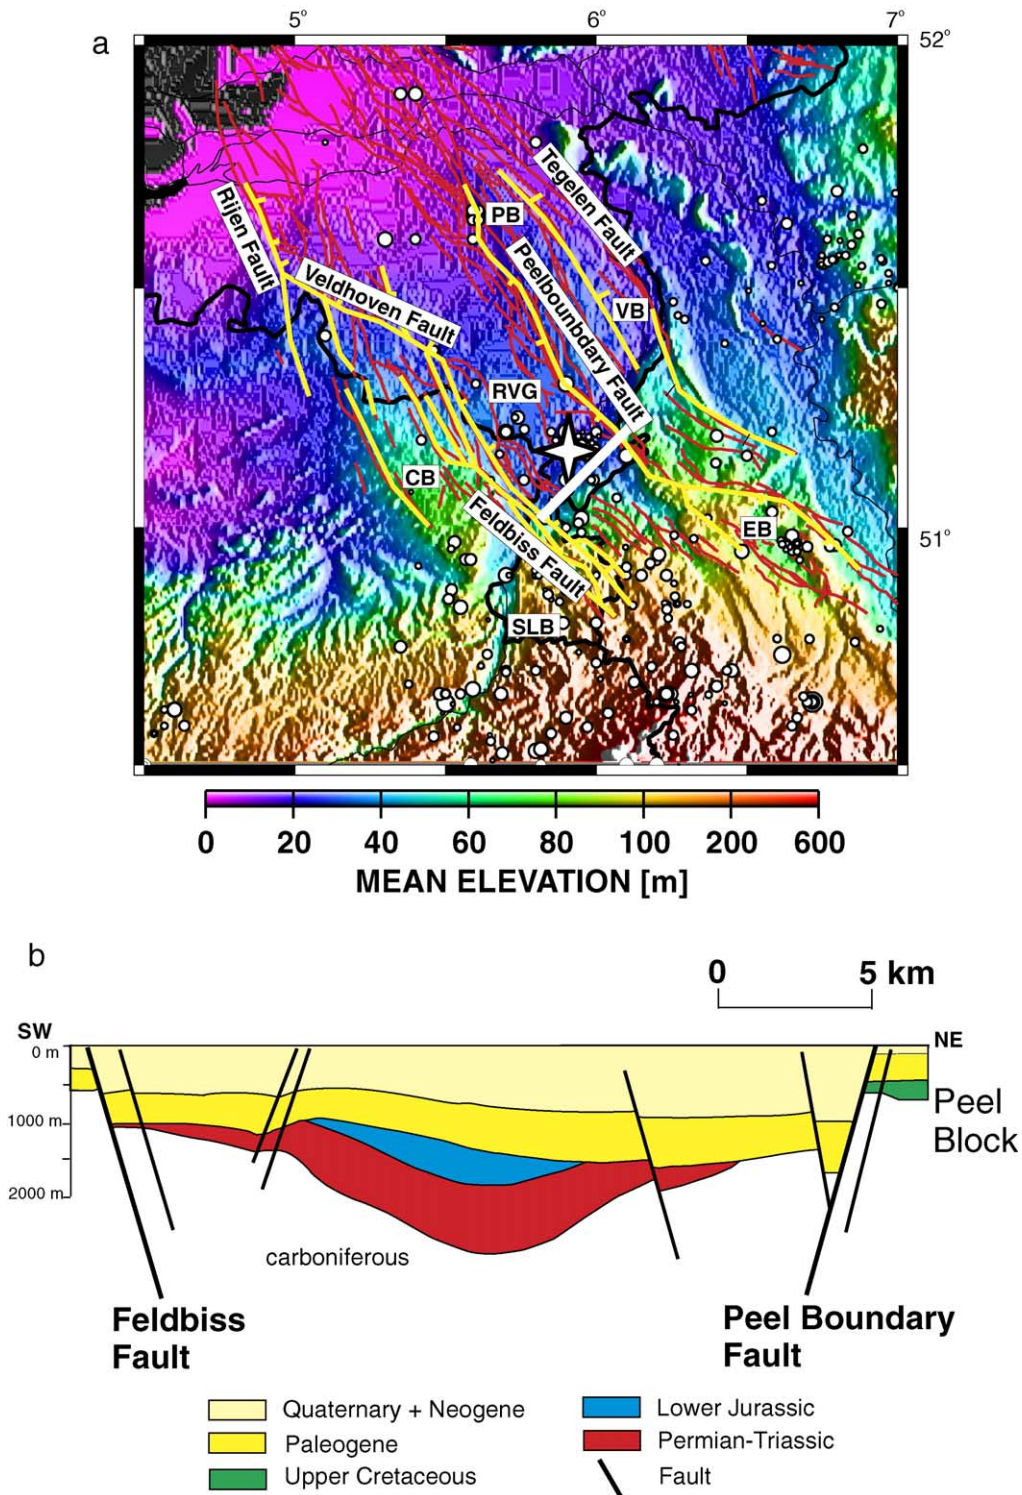 a
5°
6°
7°
52°
Tegelen Fault
Rijen Fault
PB
Peelbounbdary Fault
Veldhoven Fault
VB
RVG
CB
Feldbiss Fault
EB
51°
SLB
0 20 40 60 80 100 200 600
MEAN ELEVATION [m]
b
0 5 km
SW
NE
0 m
Peel
Block
1000 m
2000 m
carboniferous
Feldbiss
Fault
Peel Boundary
Fault
Quaternary + Neogene
Lower Jurassic
Paleogene
Permian-Triassic
Upper Cretaceous
Fault